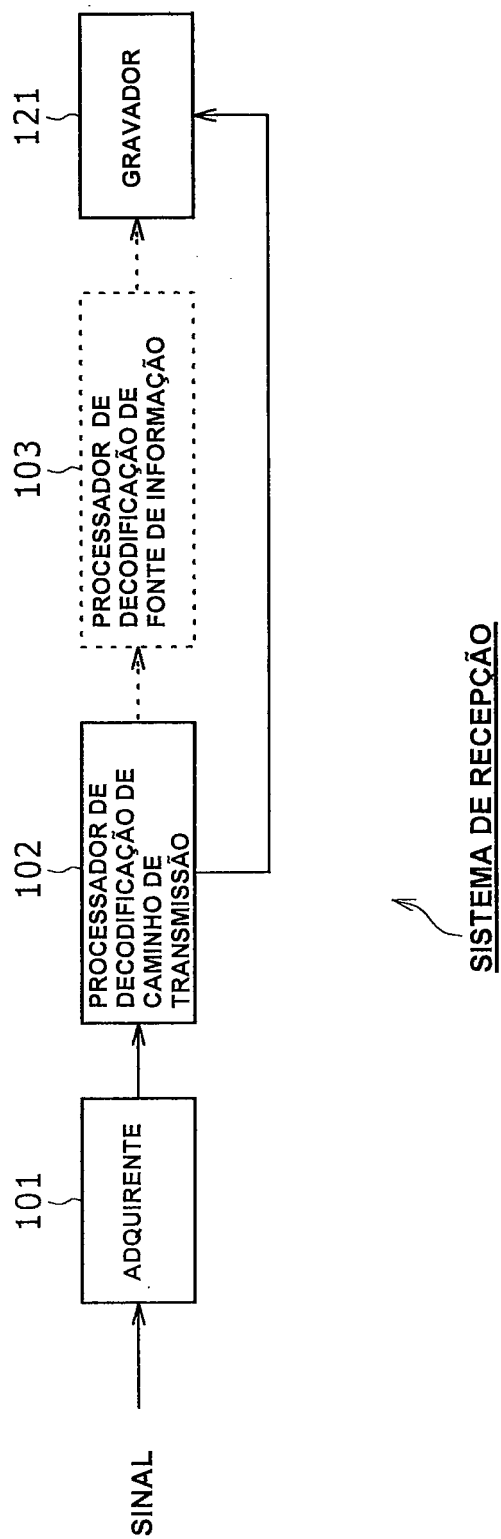 SINAL
101
ADQUIRENTE
102
PROCESSADOR DE
DECODIFICAÇÃO DE
CAMINHO DE
TRANSMISSÃO
103
PROCESSADOR DE
DECODIFICAÇÃO DE
FONTE DE INFORMAÇÃO
121
GRAVADOR
SISTEMA DE RECEPÇÃO